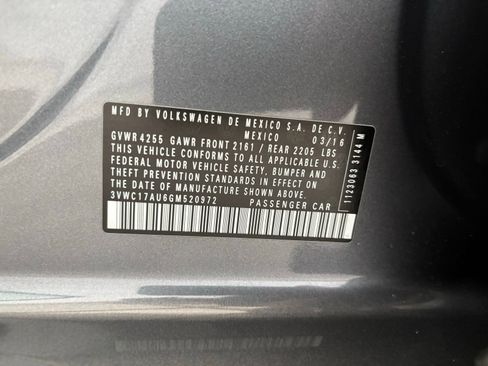 MFD BY VOLKSWAGEN DE MEXICO S.A. DE C.V.
MEXICO 03/16
GVWR 4255 GAWR FRONT 2161 / REAR 2205 LBS
THIS VEHICLE CONFORMS TO ALL APPLICABLE U.S.
FEDERAL MOTOR VEHICLE SAFETY, BUMPER AND
THEFT PREVENTION STANDARDS IN EFFECT ON THE
DATE OF MANUFACTURE SHOWN ABOVE.
3VWC17AU6GM520972 PASSENGER CAR
1123063 3144 M